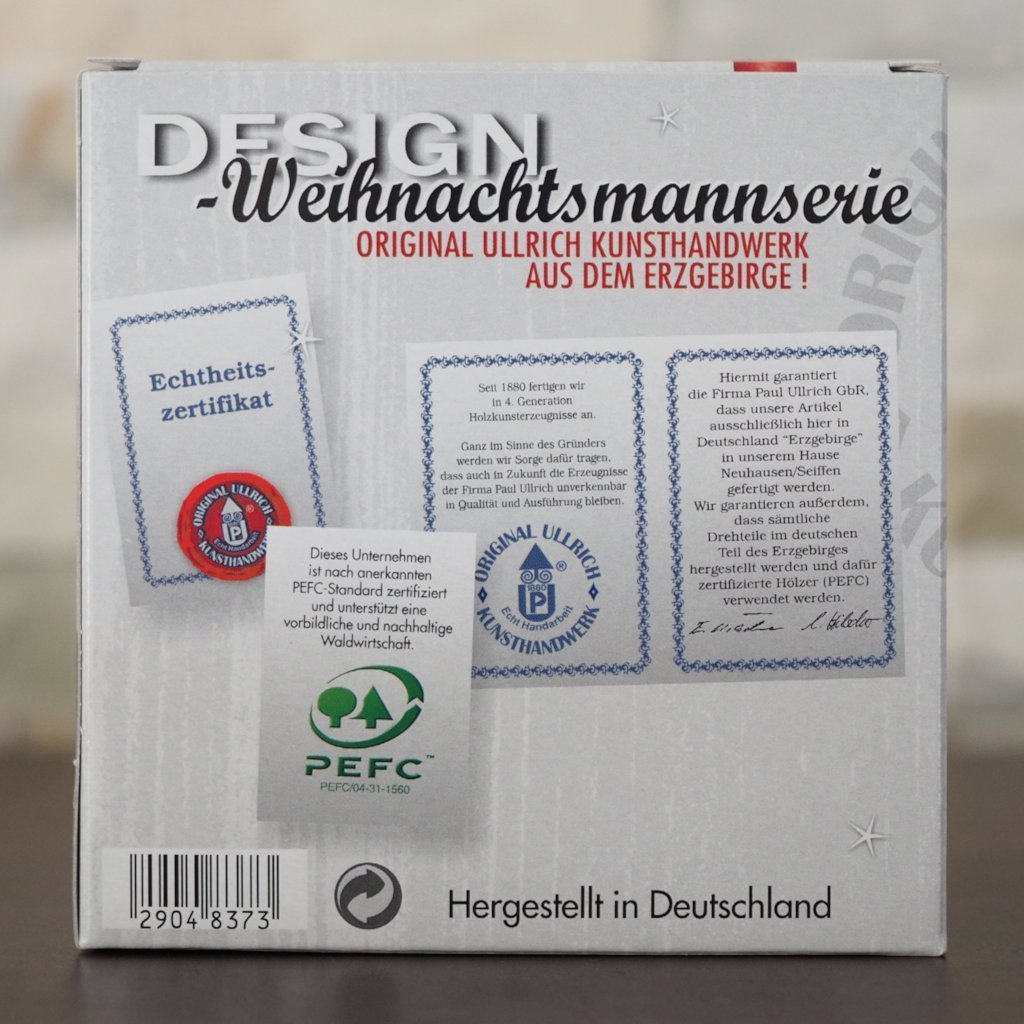 DESIGN
-Weihnachtsmannserie
ORIGINAL ULLRICH KUNSTHANDWERK
AUS DEM ERZGEBIRGE !
Echtheits-
zertifikat
ORIGINAL ULLRICH
UP
®
Echt Handarbeit
KUNSTHANDWERK
Seit 1880 fertigen wir
in 4. Generation
Holzkunsterzeugnisse an.
Ganz im Sinne des Gründers
werden wir Sorge dafür tragen,
dass auch in Zukunft die Erzeugnisse
der Firma Paul Ullrich unverkennbar
in Qualität und Ausführung bleiben.
ORIGINAL ULLRICH
®
1880
UP
Echt Handarbeit
KUNSTHANDWERK
Hiermit garantiert
die Firma Paul Ullrich GbR,
dass unsere Artikel
ausschließlich hier in
Deutschland “Erzgebirge”
in unserem Hause
Neuhausen/Seiffen
gefertigt werden.
Wir garantieren außerdem,
dass sämtliche
Drehteile im deutschen
Teil des Erzgebirges
hergestellt werden und dafür
zertifizierte Hölzer (PEFC)
verwendet werden.
Dieses Unternehmen
ist nach anerkannten
PEFC-Standard zertifiziert
und unterstützt eine
vorbildliche und nachhaltige
Waldwirtschaft.
PEFC™
PEFC/04-31-1560
2904 8373
Hergestellt in Deutschland